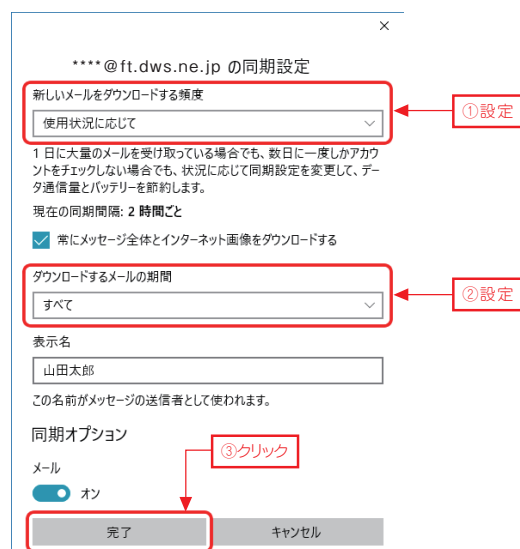 ×
****@ft.dws.ne.jp の同期設定
新しいメールをダウンロードする頻度
使用状況に応じて
①設定
1 日に大量のメールを受け取っている場合でも、数日に一度しかアカウ
ントをチェックしない場合でも、状況に応じて同期設定を変更して、デー
タ通信量とバッテリーを節約します。
現在の同期間隔: 2 時間ごと
常にメッセージ全体とインターネット画像をダウンロードする
ダウンロードするメールの期間
すべて
②設定
表示名
山田太郎
この名前がメッセージの送信者として使われます。
同期オプション
③クリック
メール
オン
完了
キャンセル